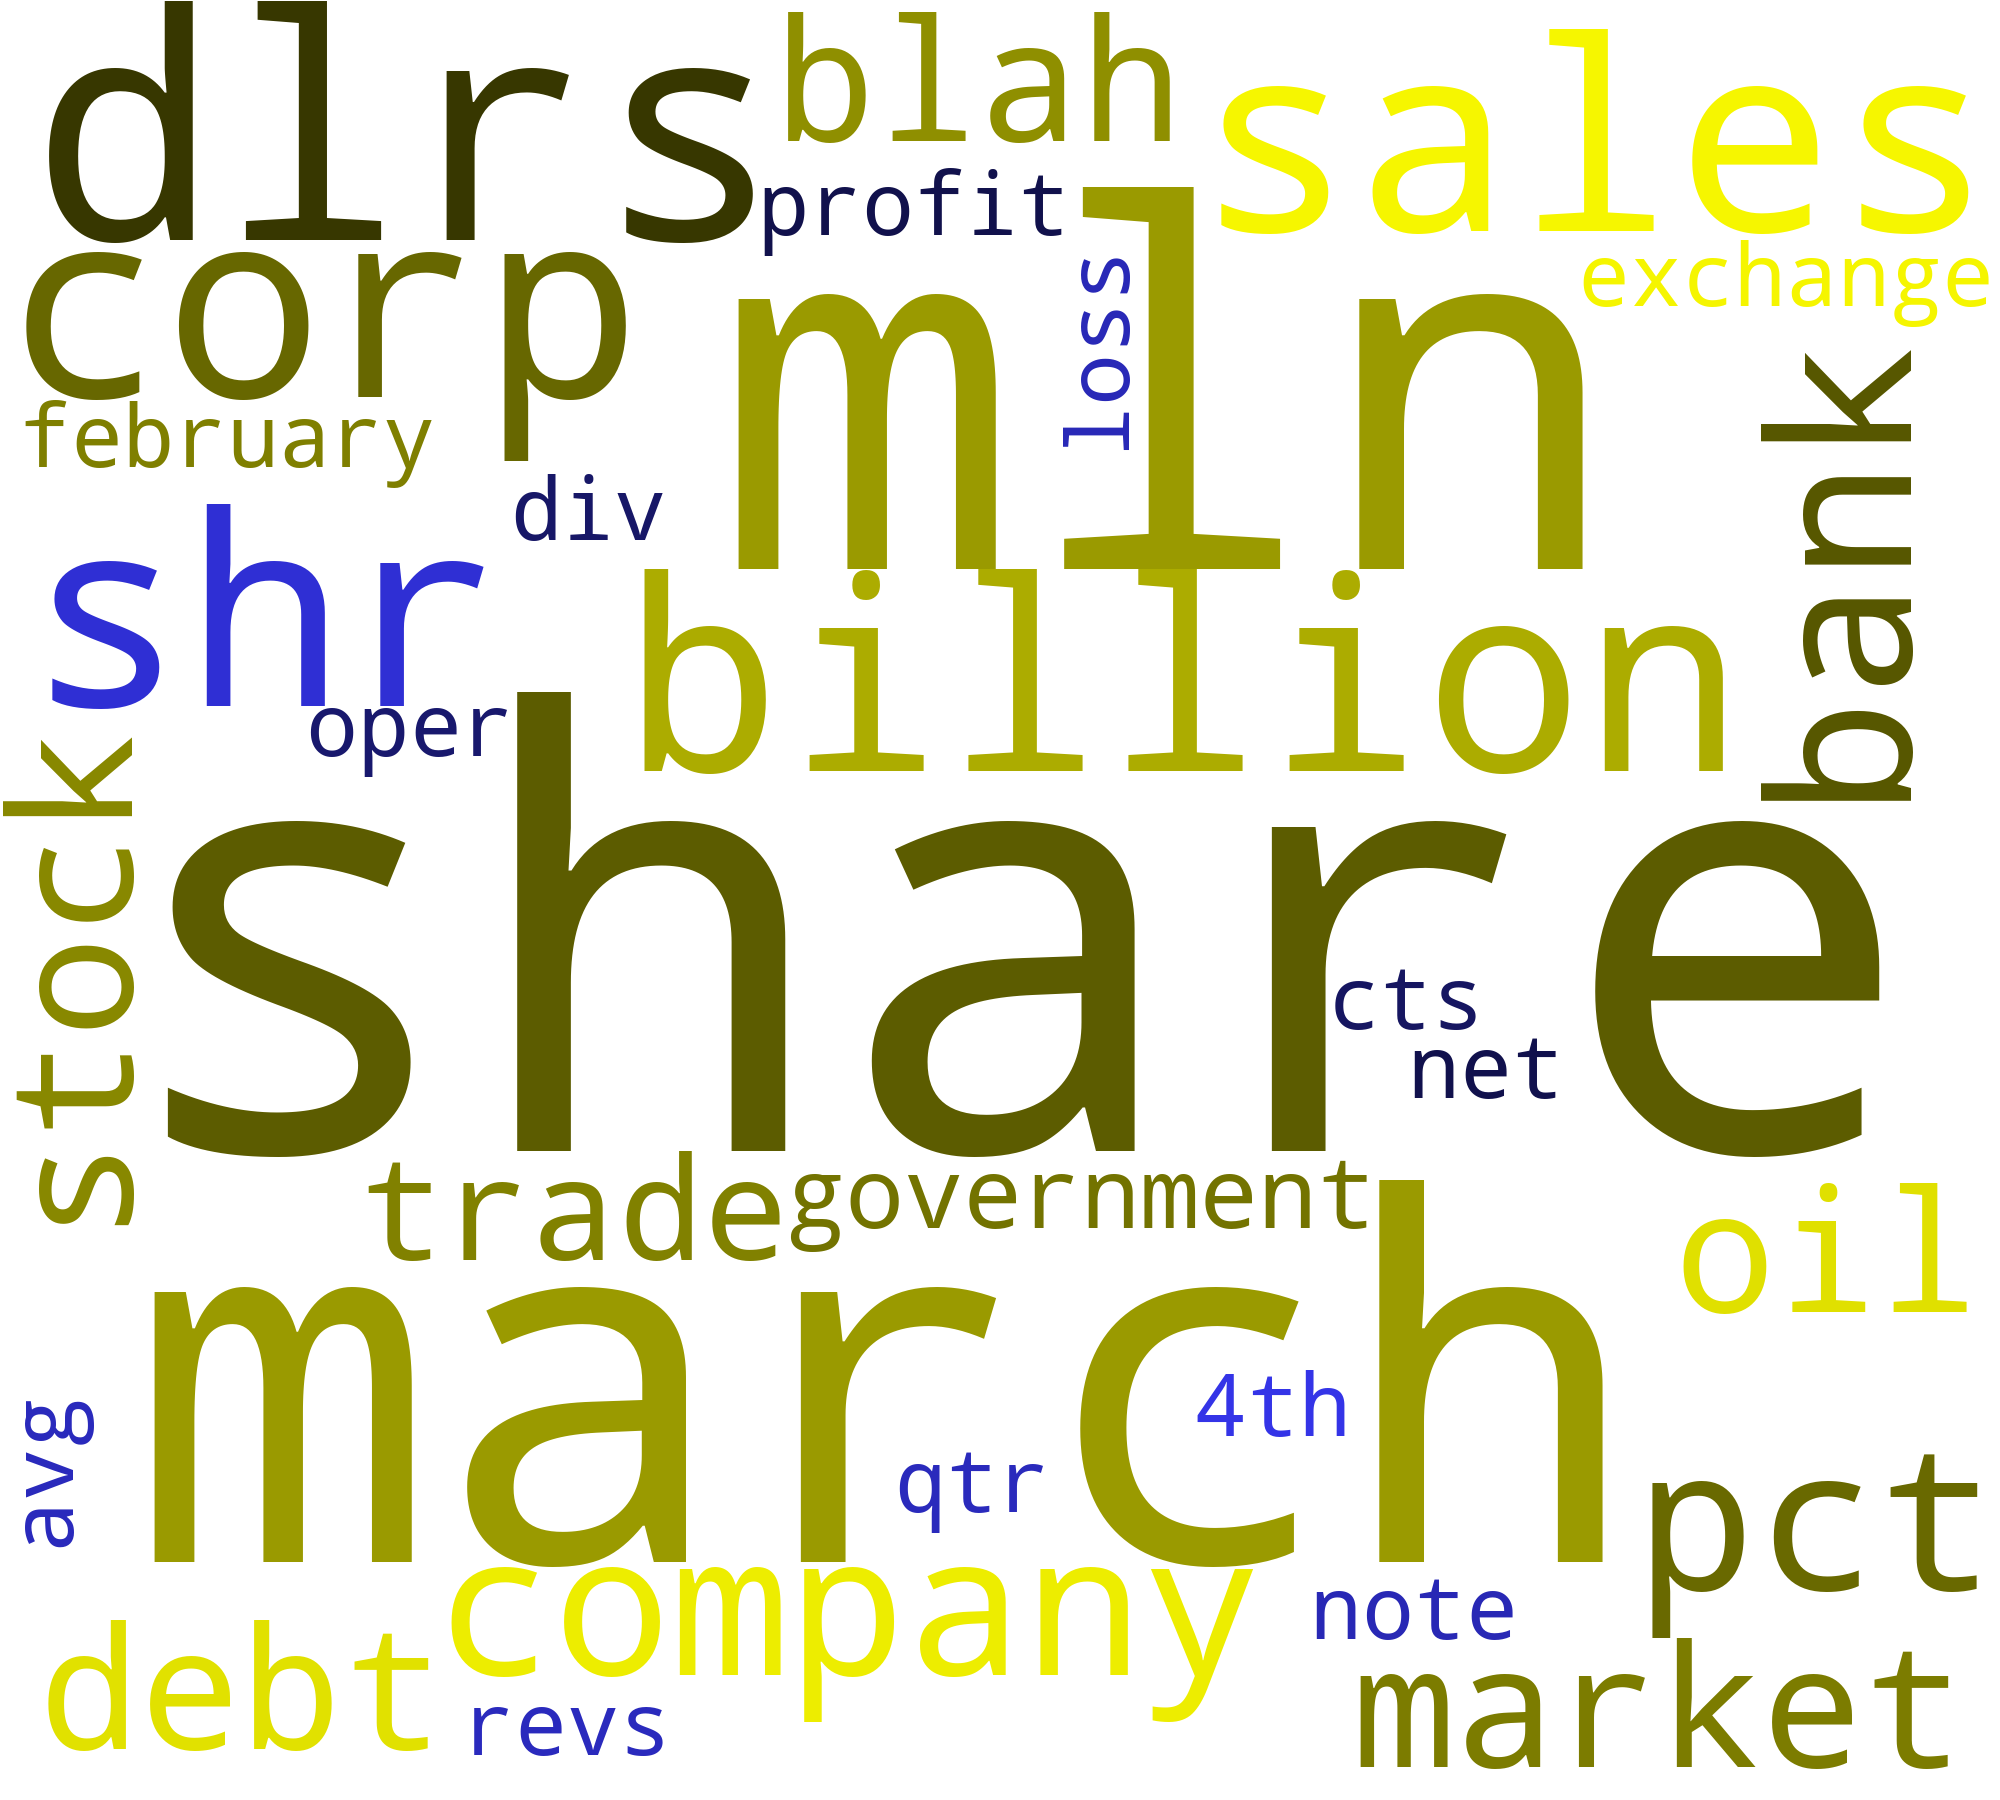 dlrs
blah
sales
profit
corp
mln
loss
exchange
february
bank
div
shr
billion
oper
stock
share
cts
net
trade
government
oil
march
4th
avg
qtr
pct
company
note
debt
market
revs